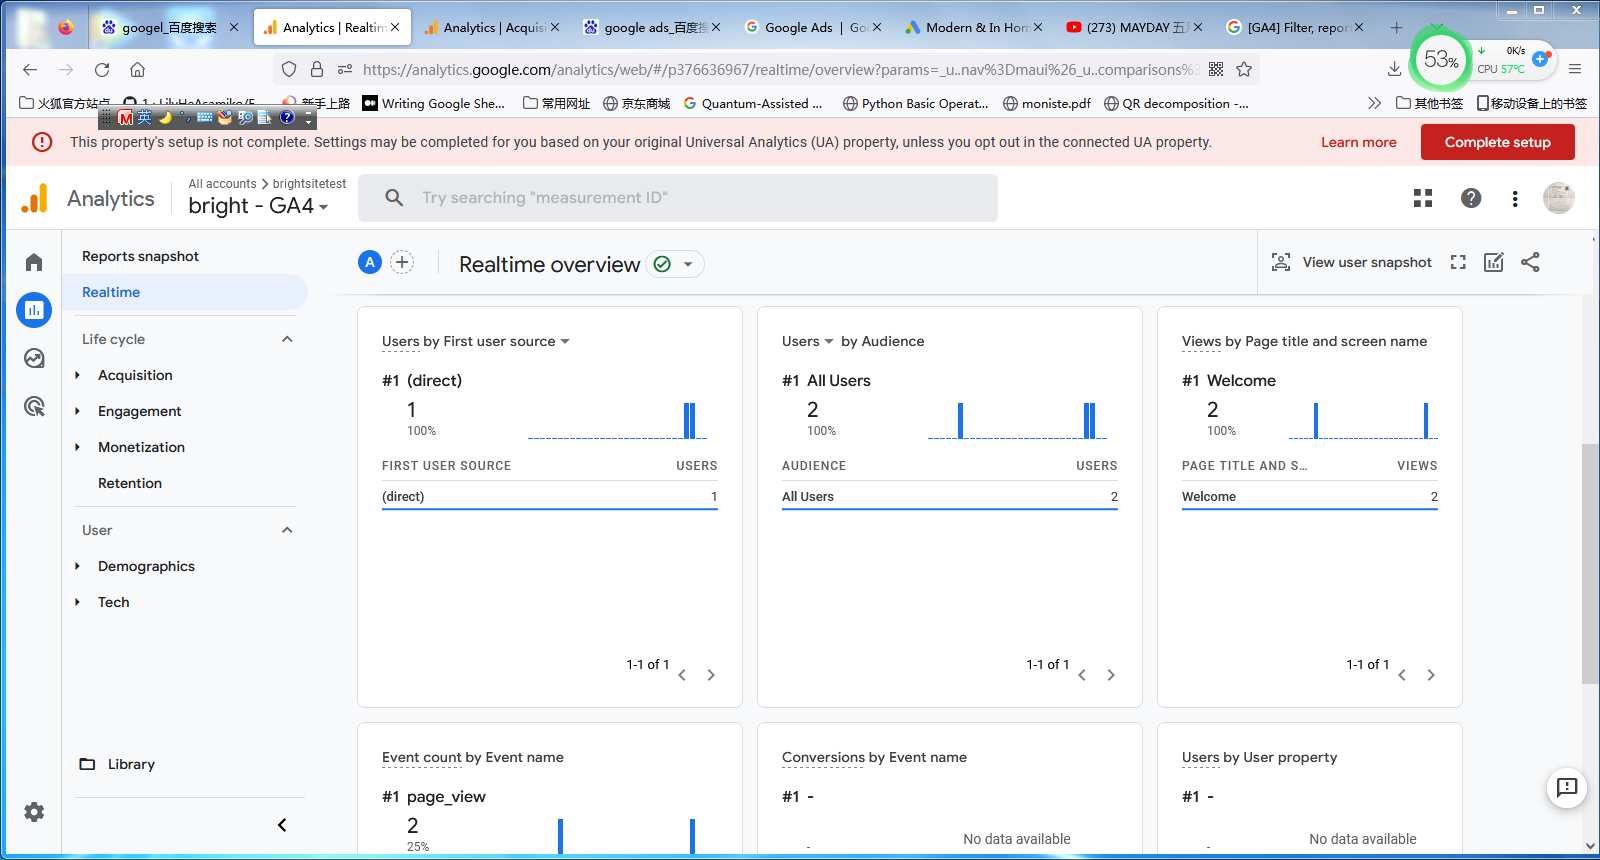 googel_百度搜索
Analytics | Realtim
Analytics | Acquisi
google ads_百度搜
Google Ads | Goo
Modern & In Hom
(273) MAYDAY 五月
[GA4] Filter, report
https://analytics.google.com/analytics/web/#/p376636967/realtime/overview?params=_u..nav%3Dmaui%26_u..comparisons%3
53%
0K/s
CPU 57℃
火狐官方站点
新手上路
Writing Google She...
常用网址
京东商城
Quantum-Assisted ...
Python Basic Operat...
moniste.pdf
QR decomposition -...
其他书签
移动设备上的书签
M 英
This property's setup is not complete. Settings may be completed for you based on your original Universal Analytics (UA) property, unless you opt out in the connected UA property.
Learn more
Complete setup
Analytics
All accounts > brightsitetest
bright - GA4
Try searching "measurement ID"
Reports snapshot
Realtime
Life cycle
Acquisition
Engagement
Monetization
Retention
User
Demographics
Tech
Library
A
Realtime overview
View user snapshot
Users by First user source
#1 (direct)
1
100%
FIRST USER SOURCE USERS
(direct) 1
1-1 of 1
Users by Audience
#1 All Users
2
100%
AUDIENCE USERS
All Users 2
1-1 of 1
Views by Page title and screen name
#1 Welcome
2
100%
PAGE TITLE AND S... VIEWS
Welcome 2
1-1 of 1
Event count by Event name
#1 page_view
2
25%
Conversions by Event name
#1 -
-
No data available
Users by User property
#1 -
-
No data available